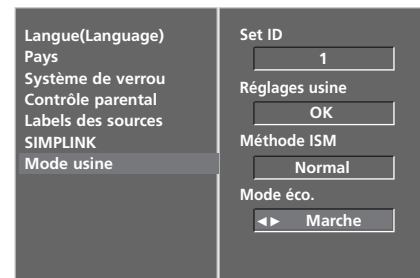 Langue(Language)
Pays
Système de verrou
Contrôle parental
Labels des sources
SIMPLINK
Mode usine
Set ID
1
Réglages usine
OK
Méthode ISM
Normal
Mode éco.
◄► Marche